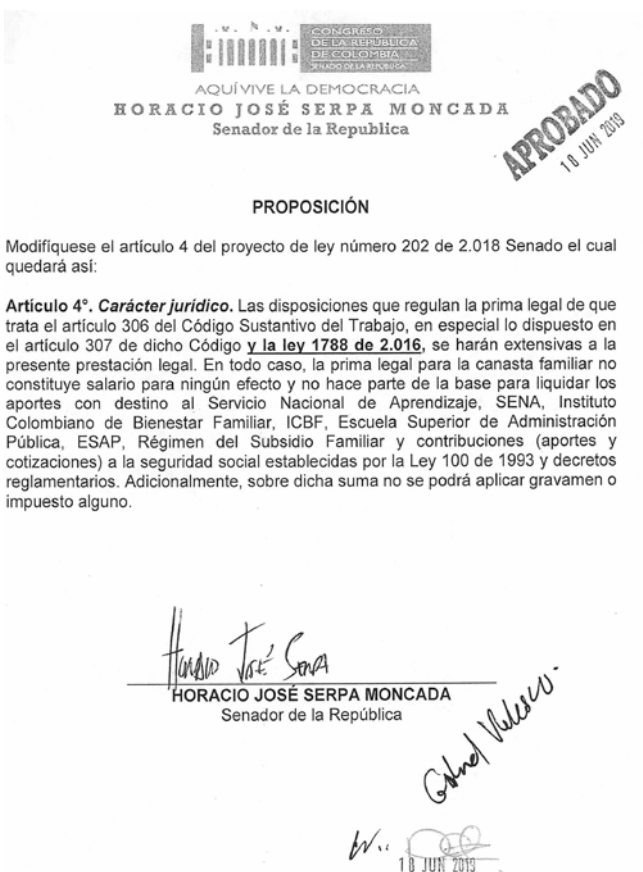 CONGRESO
DE LA REPÚBLICA
DE COLOMBIA
SENADO DE LA REPÚBLICA
AQUÍ VIVE LA DEMOCRACIA
HORACIO JOSÉ SERPA MONCADA
Senador de la Republica
APROBADO
18 JUN 2019
PROPOSICIÓN
Modifíquese el artículo 4 del proyecto de ley número 202 de 2.018 Senado el cual
quedará así:
Artículo 4°. Carácter jurídico. Las disposiciones que regulan la prima legal de que
trata el artículo 306 del Código Sustantivo del Trabajo, en especial lo dispuesto en
el artículo 307 de dicho Código y la ley 1788 de 2.016, se harán extensivas a la
presente prestación legal. En todo caso, la prima legal para la canasta familiar no
constituye salario para ningún efecto y no hace parte de la base para liquidar los
aportes con destino al Servicio Nacional de Aprendizaje, SENA, Instituto
Colombiano de Bienestar Familiar, ICBF, Escuela Superior de Administración
Pública, ESAP, Régimen del Subsidio Familiar y contribuciones (aportes y
cotizaciones) a la seguridad social establecidas por la Ley 100 de 1993 y decretos
reglamentarios. Adicionalmente, sobre dicha suma no se podrá aplicar gravamen o
impuesto alguno.
Horacio José Serpa
HORACIO JOSÉ SERPA MONCADA
Senador de la República
18 JUN 2019